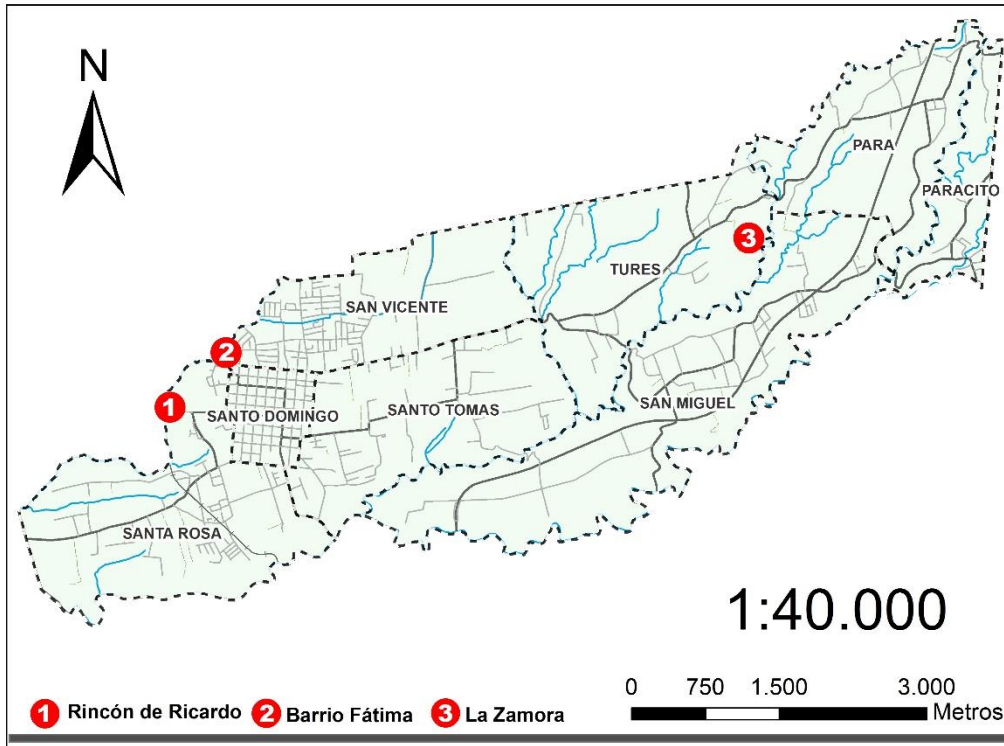 N
PARA
PARACITO
3
TURES
SAN VICENTE
2
1
SANTO DOMINGO
SANTO TOMAS
SAN MIGUEL
SANTA ROSA
1:40.000
0 750 1.500 3.000
Metros
1 Rincón de Ricardo 2 Barrio Fátima 3 La Zamora